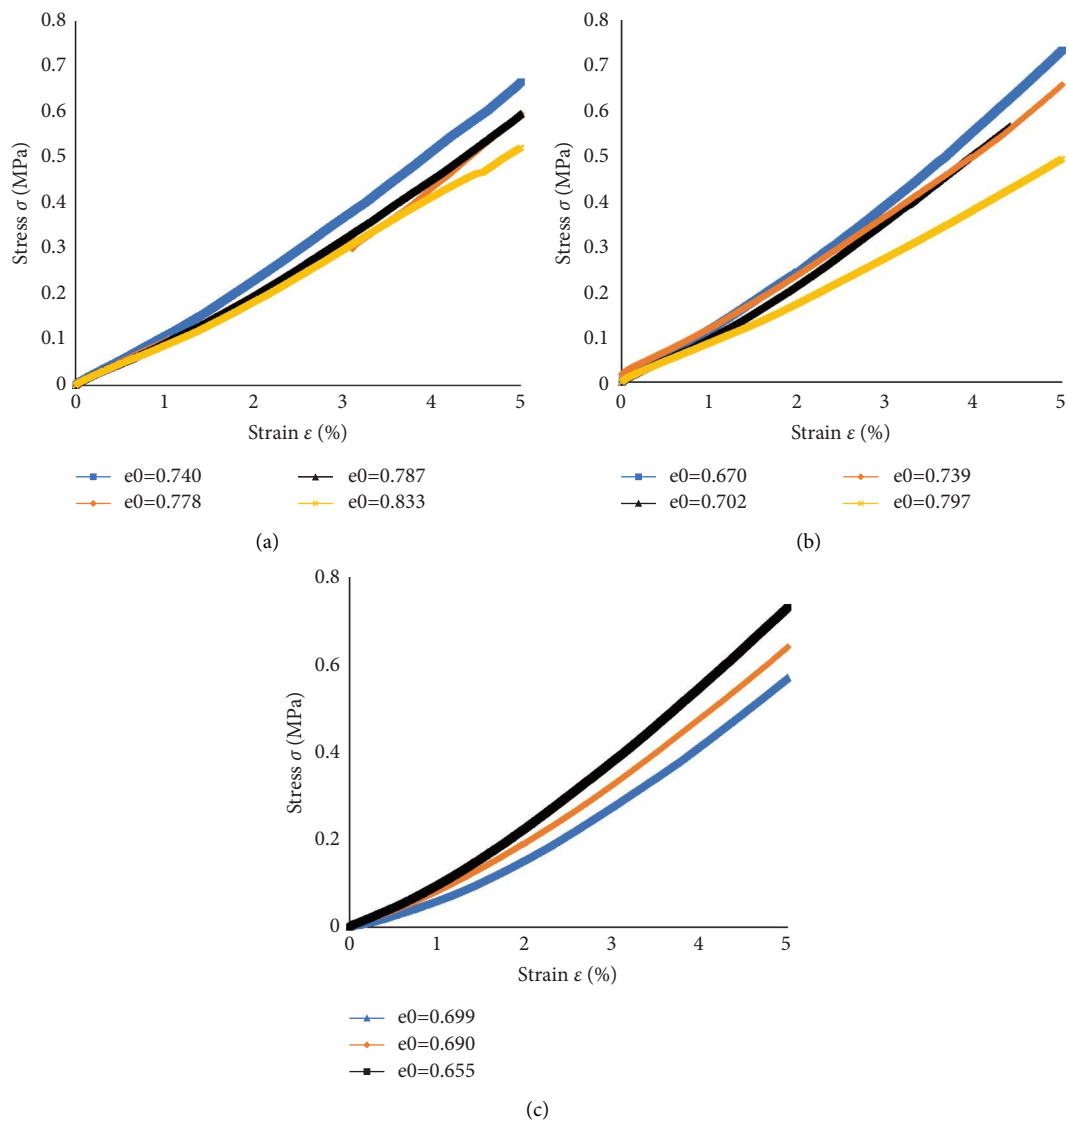 0.8
0.7
0.6
0.5
0.4
0.3
0.2
0.1
0
Stress σ (MPa)
0 1 2 3 4 5
Strain ε (%)
e0=0.740 e0=0.787
e0=0.778 e0=0.833
(a)
0.8
0.7
0.6
0.5
0.4
0.3
0.2
0.1
0
Stress σ (MPa)
0 1 2 3 4 5
Strain ε (%)
e0=0.670 e0=0.739
e0=0.702 e0=0.797
(b)
0.8
0.6
0.4
0.2
0
Stress σ (MPa)
0 1 2 3 4 5
Strain ε (%)
e0=0.699
e0=0.690
e0=0.655
(c)